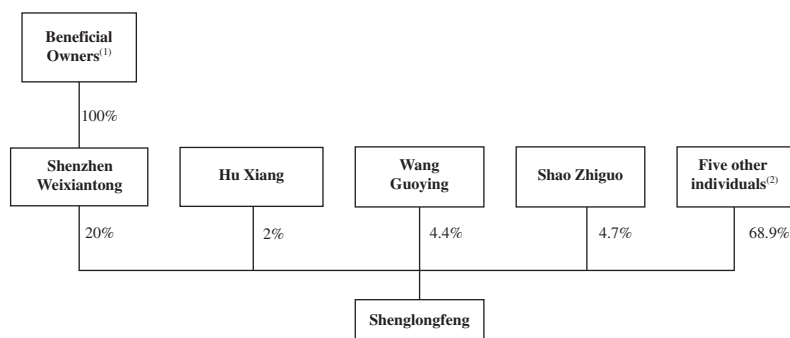 Beneficial
Owners(1)
100%
Shenzhen
Weixiantong
Hu Xiang
Wang
Guoying
Shao Zhiguo
Five other
individuals(2)
20%
2%
4.4%
4.7%
68.9%
Shenglongfeng